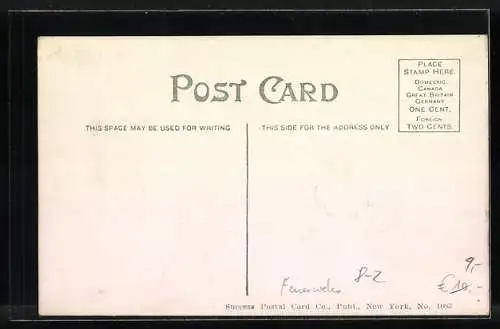 POST CARD
PLACE
STAMP HERE
DOMESTIC
CANADA
GREAT BRITAIN
GERMANY
ONE CENT.
FOREIGN
TWO CENTS.
THIS SPACE MAY BE USED FOR WRITING
THIS SIDE FOR THE ADDRESS ONLY
8-2
9,-
€10,-
Success Postal Card Co., Publ., New York, No. 1082